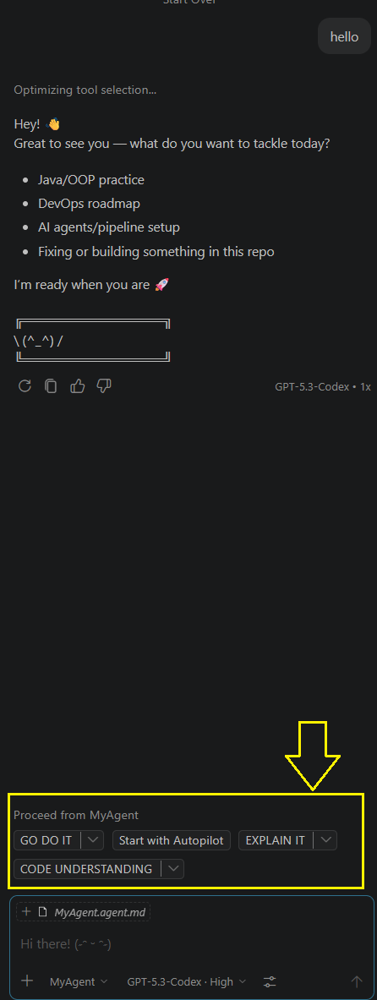 Start Over
hello
Optimizing tool selection...
Hey! 👋
Great to see you — what do you want to tackle today?
• Java/OOP practice
• DevOps roadmap
• AI agents/pipeline setup
• Fixing or building something in this repo
I'm ready when you are 🚀
╔══════════════╗
\ (^_^) /
╚══════════════╝
GPT-5.3-Codex • 1x
Proceed from MyAgent
GO DO IT Start with Autopilot EXPLAIN IT
CODE UNDERSTANDING
MyAgent.agent.md
Hi there! (˶ᵔ ᵕ ᵔ˶)
MyAgent GPT-5.3-Codex · High